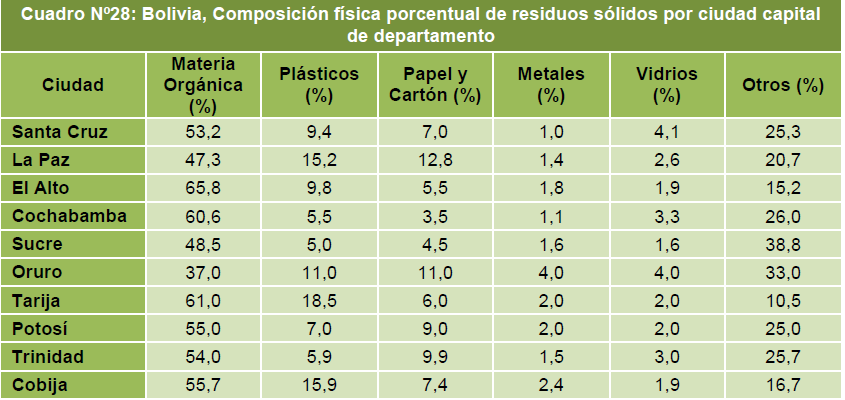 Cuadro Nº28: Bolivia, Composición física porcentual de residuos sólidos por ciudad capital
de departamento
Ciudad Materia Orgánica (%) Plásticos (%) Papel y Cartón (%) Metales (%) Vidrios (%) Otros (%)
Santa Cruz 53,2 9,4 7,0 1,0 4,1 25,3
La Paz 47,3 15,2 12,8 1,4 2,6 20,7
El Alto 65,8 9,8 5,5 1,8 1,9 15,2
Cochabamba 60,6 5,5 3,5 1,1 3,3 26,0
Sucre 48,5 5,0 4,5 1,6 1,6 38,8
Oruro 37,0 11,0 11,0 4,0 4,0 33,0
Tarija 61,0 18,5 6,0 2,0 2,0 10,5
Potosí 55,0 7,0 9,0 2,0 2,0 25,0
Trinidad 54,0 5,9 9,9 1,5 3,0 25,7
Cobija 55,7 15,9 7,4 2,4 1,9 16,7